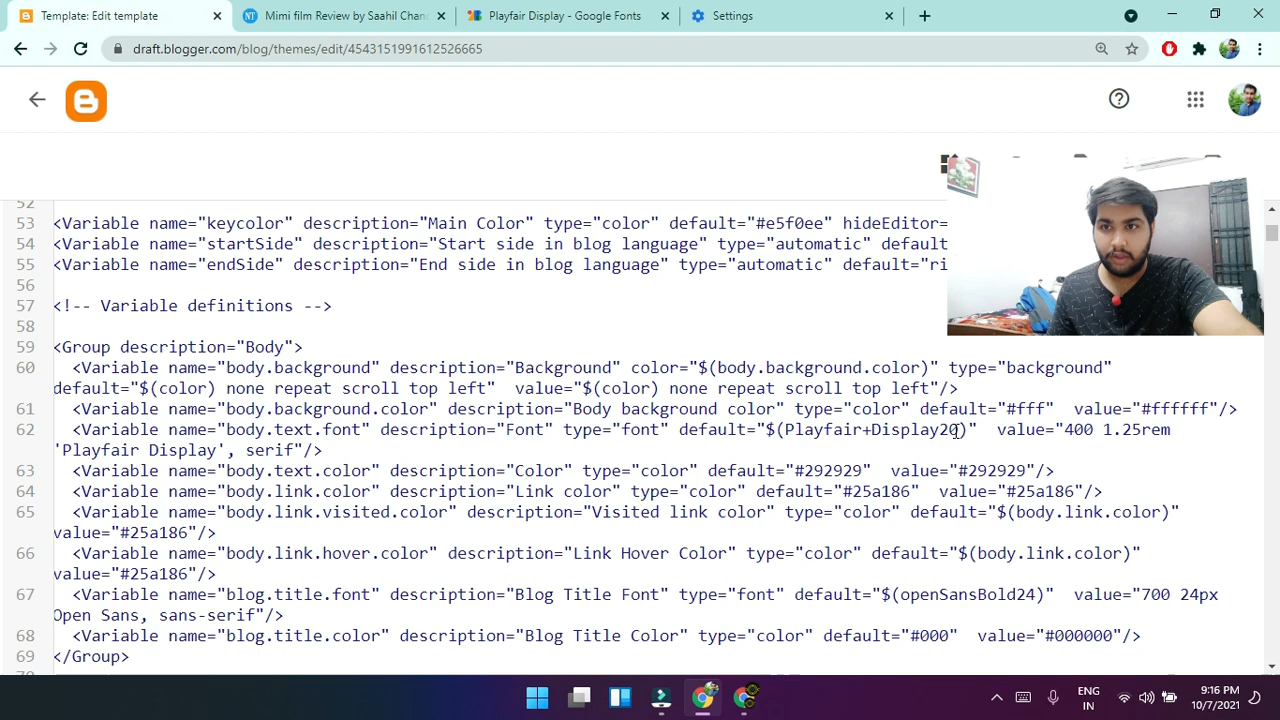 Template: Edit template
Mimi film Review by Saahil Chan
Playfair Display - Google Fonts
Settings
draft.blogger.com/blog/themes/edit/4543151991612526665
52
53 <Variable name="keycolor" description="Main Color" type="color" default="#e5f0ee" hideEditor=
54 <Variable name="startSide" description="Start side in blog language" type="automatic" default
55 <Variable name="endSide" description="End side in blog language" type="automatic" default="ri
56
57 <!-- Variable definitions -->
58
59 <Group description="Body">
60 <Variable name="body.background" description="Background" color="$(body.background.color)" type="background"
default="$(color) none repeat scroll top left" value="$(color) none repeat scroll top left"/>
61 <Variable name="body.background.color" description="Body background color" type="color" default="#fff" value="#ffffff"/>
62 <Variable name="body.text.font" description="Font" type="font" default="$(Playfair+Display20)" value="400 1.25rem
'Playfair Display', serif"/>
63 <Variable name="body.text.color" description="Color" type="color" default="#292929" value="#292929"/>
64 <Variable name="body.link.color" description="Link color" type="color" default="#25a186" value="#25a186"/>
65 <Variable name="body.link.visited.color" description="Visited link color" type="color" default="$(body.link.color)"
value="#25a186"/>
66 <Variable name="body.link.hover.color" description="Link Hover Color" type="color" default="$(body.link.color)"
value="#25a186"/>
67 <Variable name="blog.title.font" description="Blog Title Font" type="font" default="$(openSansBold24)" value="700 24px
Open Sans, sans-serif"/>
68 <Variable name="blog.title.color" description="Blog Title Color" type="color" default="#000" value="#000000"/>
69 </Group>
ENG
IN
9:16 PM
10/7/2021